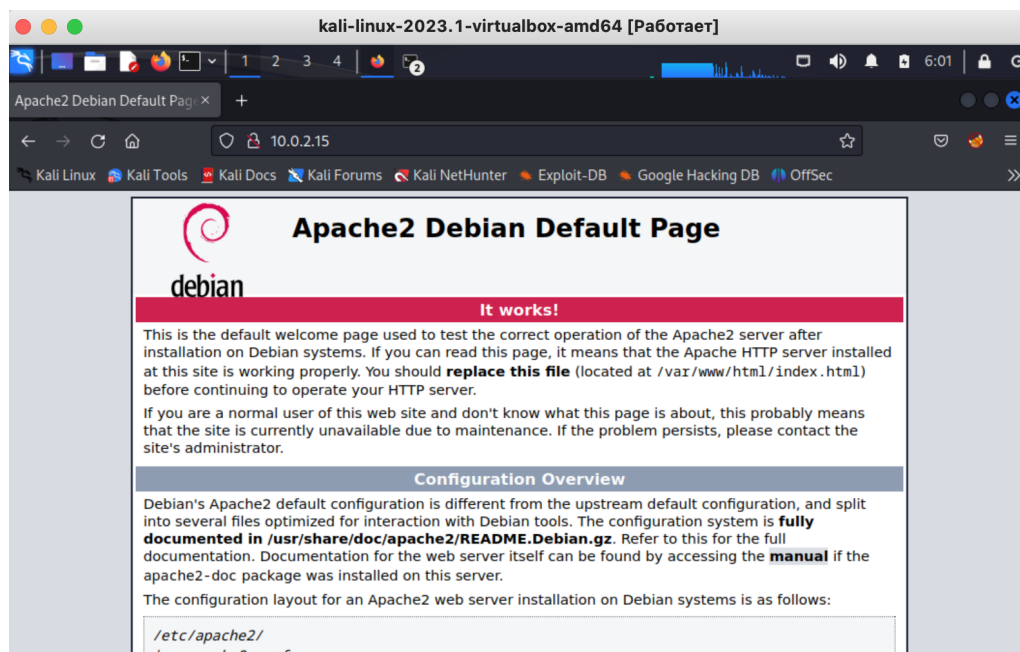 kali-linux-2023.1-virtualbox-amd64 [Работает]
1 2 3 4 2 6:01
Apache2 Debian Default Pag
10.0.2.15
Kali Linux Kali Tools Kali Docs Kali Forums Kali NetHunter Exploit-DB Google Hacking DB OffSec
Apache2 Debian Default Page
debian
It works!
This is the default welcome page used to test the correct operation of the Apache2 server after
installation on Debian systems. If you can read this page, it means that the Apache HTTP server installed
at this site is working properly. You should replace this file (located at /var/www/html/index.html)
before continuing to operate your HTTP server.
If you are a normal user of this web site and don't know what this page is about, this probably means
that the site is currently unavailable due to maintenance. If the problem persists, please contact the
site's administrator.
Configuration Overview
Debian's Apache2 default configuration is different from the upstream default configuration, and split
into several files optimized for interaction with Debian tools. The configuration system is fully
documented in /usr/share/doc/apache2/README.Debian.gz. Refer to this for the full
documentation. Documentation for the web server itself can be found by accessing the manual if the
apache2-doc package was installed on this server.
The configuration layout for an Apache2 web server installation on Debian systems is as follows:
/etc/apache2/